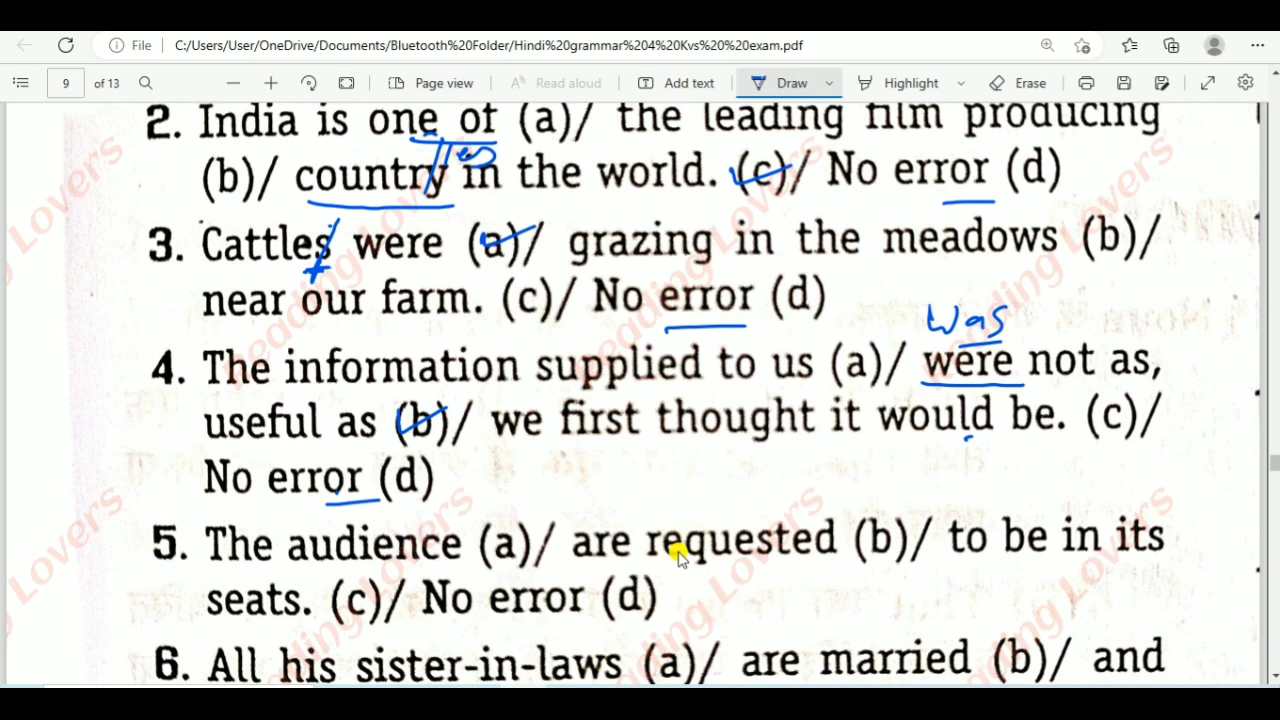 File C:/Users/User/OneDrive/Documents/Bluetooth%20Folder/Hindi%20grammar%204%20Kvs%20%20exam.pdf
9 of 13 Page view Read aloud Add text Draw Highlight Erase
2. India is one of (a)/ the leading film producing
ies
(b)/ country in the world. (c)/ No error (d)
3. Cattles were (a)/ grazing in the meadows (b)/
near our farm. (c)/ No error (d)
was
4. The information supplied to us (a)/ were not as,
useful as (b)/ we first thought it would be. (c)/
No error (d)
5. The audience (a)/ are requested (b)/ to be in its
seats. (c)/ No error (d)
6. All his sister-in-laws (a)/ are married (b)/ and